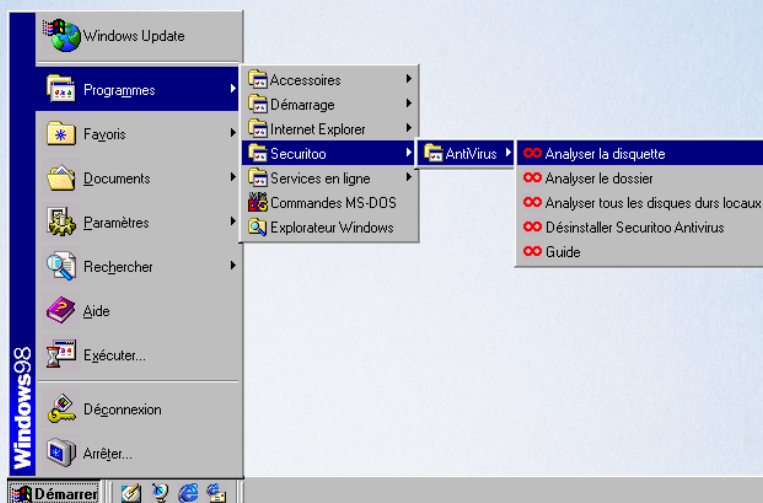 Windows Update
Programmes
Favoris
Documents
Paramètres
Rechercher
Aide
Exécuter...
Déconnexion
Arrêter...
Windows98
Démarrer
Accessoires
Démarrage
Internet Explorer
Securitoo
Services en ligne
Commandes MS-DOS
Explorateur Windows
AntiVirus
Analyser la disquette
Analyser le dossier
Analyser tous les disques durs locaux
Désinstaller Securitoo Antivirus
Guide